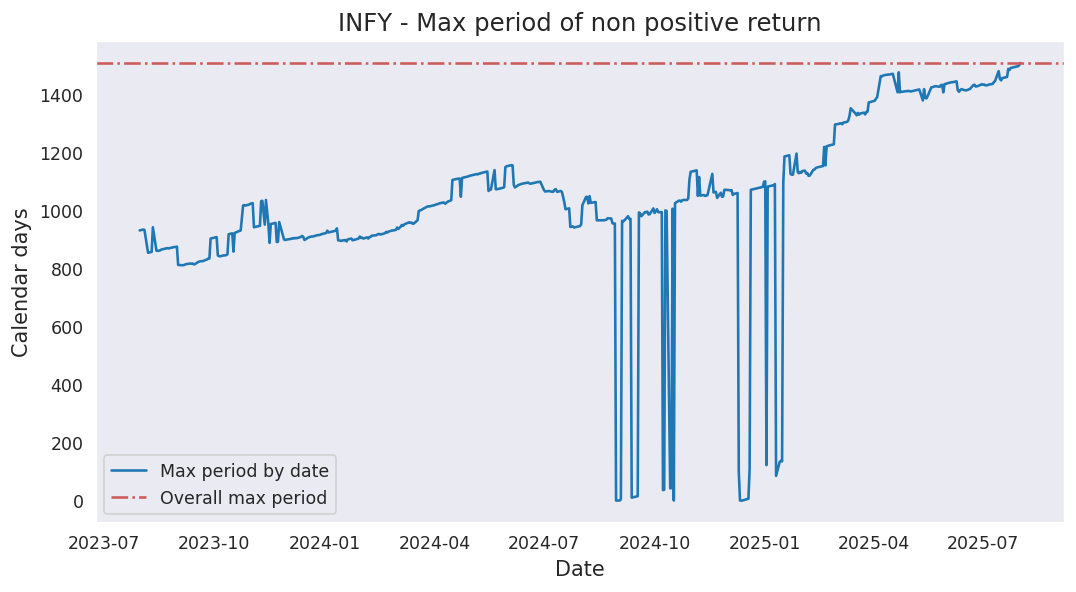 INFY - Max period of non positive return
Calendar days
1400
1200
1000
800
600
400
200
0
Max period by date
Overall max period
2023-07 2023-10 2024-01 2024-04 2024-07 2024-10 2025-01 2025-04 2025-07
Date